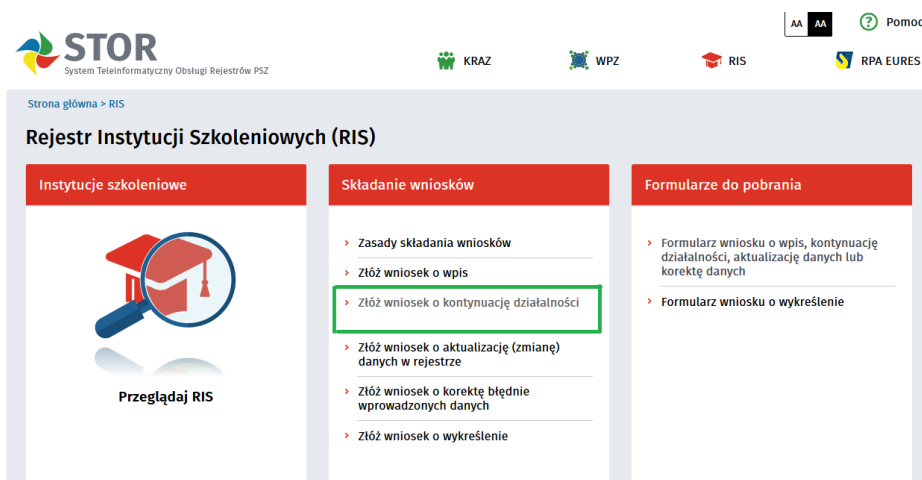 AA AA
STOR
System Teleinformatyczny Obsługi Rejestrów PSZ
KRAZ WPZ RIS RPA EURES
Strona główna > RIS
Rejestr Instytucji Szkoleniowych (RIS)
Instytucje szkoleniowe
Przeglądaj RIS
Składanie wniosków
> Zasady składania wniosków
> Złóż wniosek o wpis
> Złóż wniosek o kontynuację działalności
> Złóż wniosek o aktualizację (zmianę)
danych w rejestrze
> Złóż wniosek o korektę błędnie
wprowadzonych danych
> Złóż wniosek o wykreślenie
Formularze do pobrania
> Formularz wniosku o wpis, kontynuację
działalności, aktualizację danych lub
korektę danych
> Formularz wniosku o wykreślenie